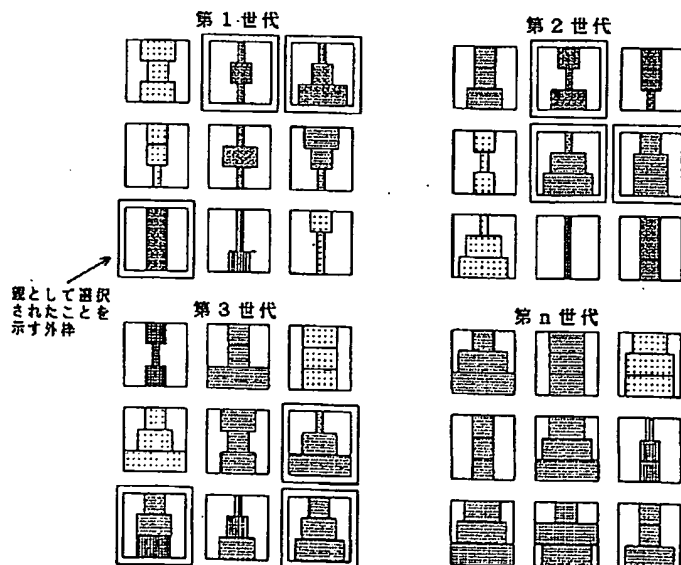 第１世代
第２世代
親として選択
されたことを
示す外枠
第３世代
第ｎ世代